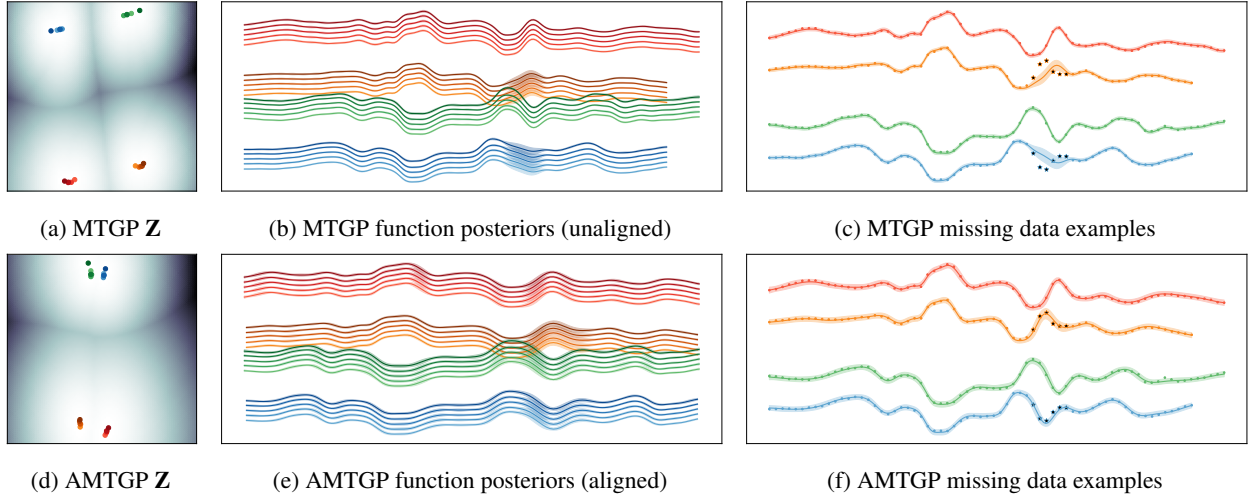 (a) MTGP Z
(b) MTGP function posteriors (unaligned)
(c) MTGP missing data examples
(d) AMTGP Z
(e) AMTGP function posteriors (aligned)
(f) AMTGP missing data examples